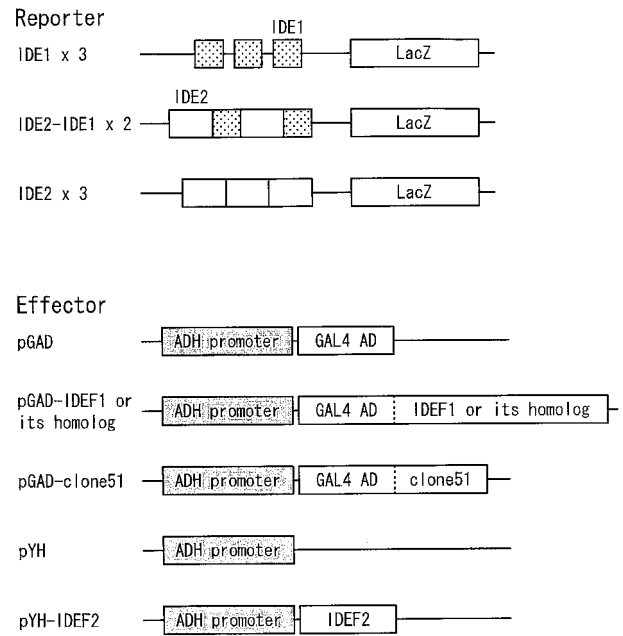 Reporter
IDE1
IDE1 x 3
LacZ
IDE2
IDE2-IDE1 x 2
LacZ
IDE2 x 3
LacZ
Effector
pGAD
ADH promoter
GAL4 AD
pGAD-IDEF1 or
its homolog
ADH promoter
GAL4 AD
IDEF1 or its homolog
pGAD-clone51
ADH promoter
GAL4 AD
clone51
pYH
ADH promoter
pYH-IDEF2
ADH promoter
IDEF2